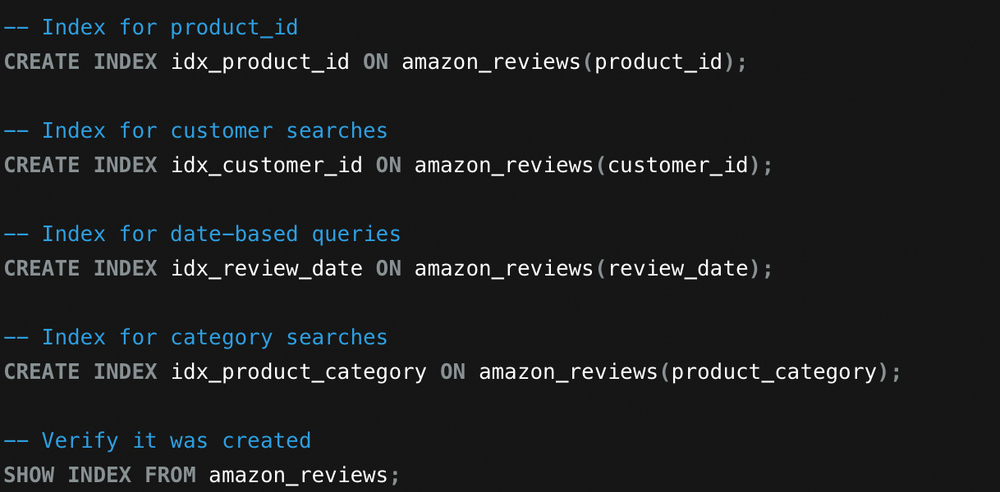 -- Index for product_id
CREATE INDEX idx_product_id ON amazon_reviews(product_id);
-- Index for customer searches
CREATE INDEX idx_customer_id ON amazon_reviews(customer_id);
-- Index for date-based queries
CREATE INDEX idx_review_date ON amazon_reviews(review_date);
-- Index for category searches
CREATE INDEX idx_product_category ON amazon_reviews(product_category);
-- Verify it was created
SHOW INDEX FROM amazon_reviews;